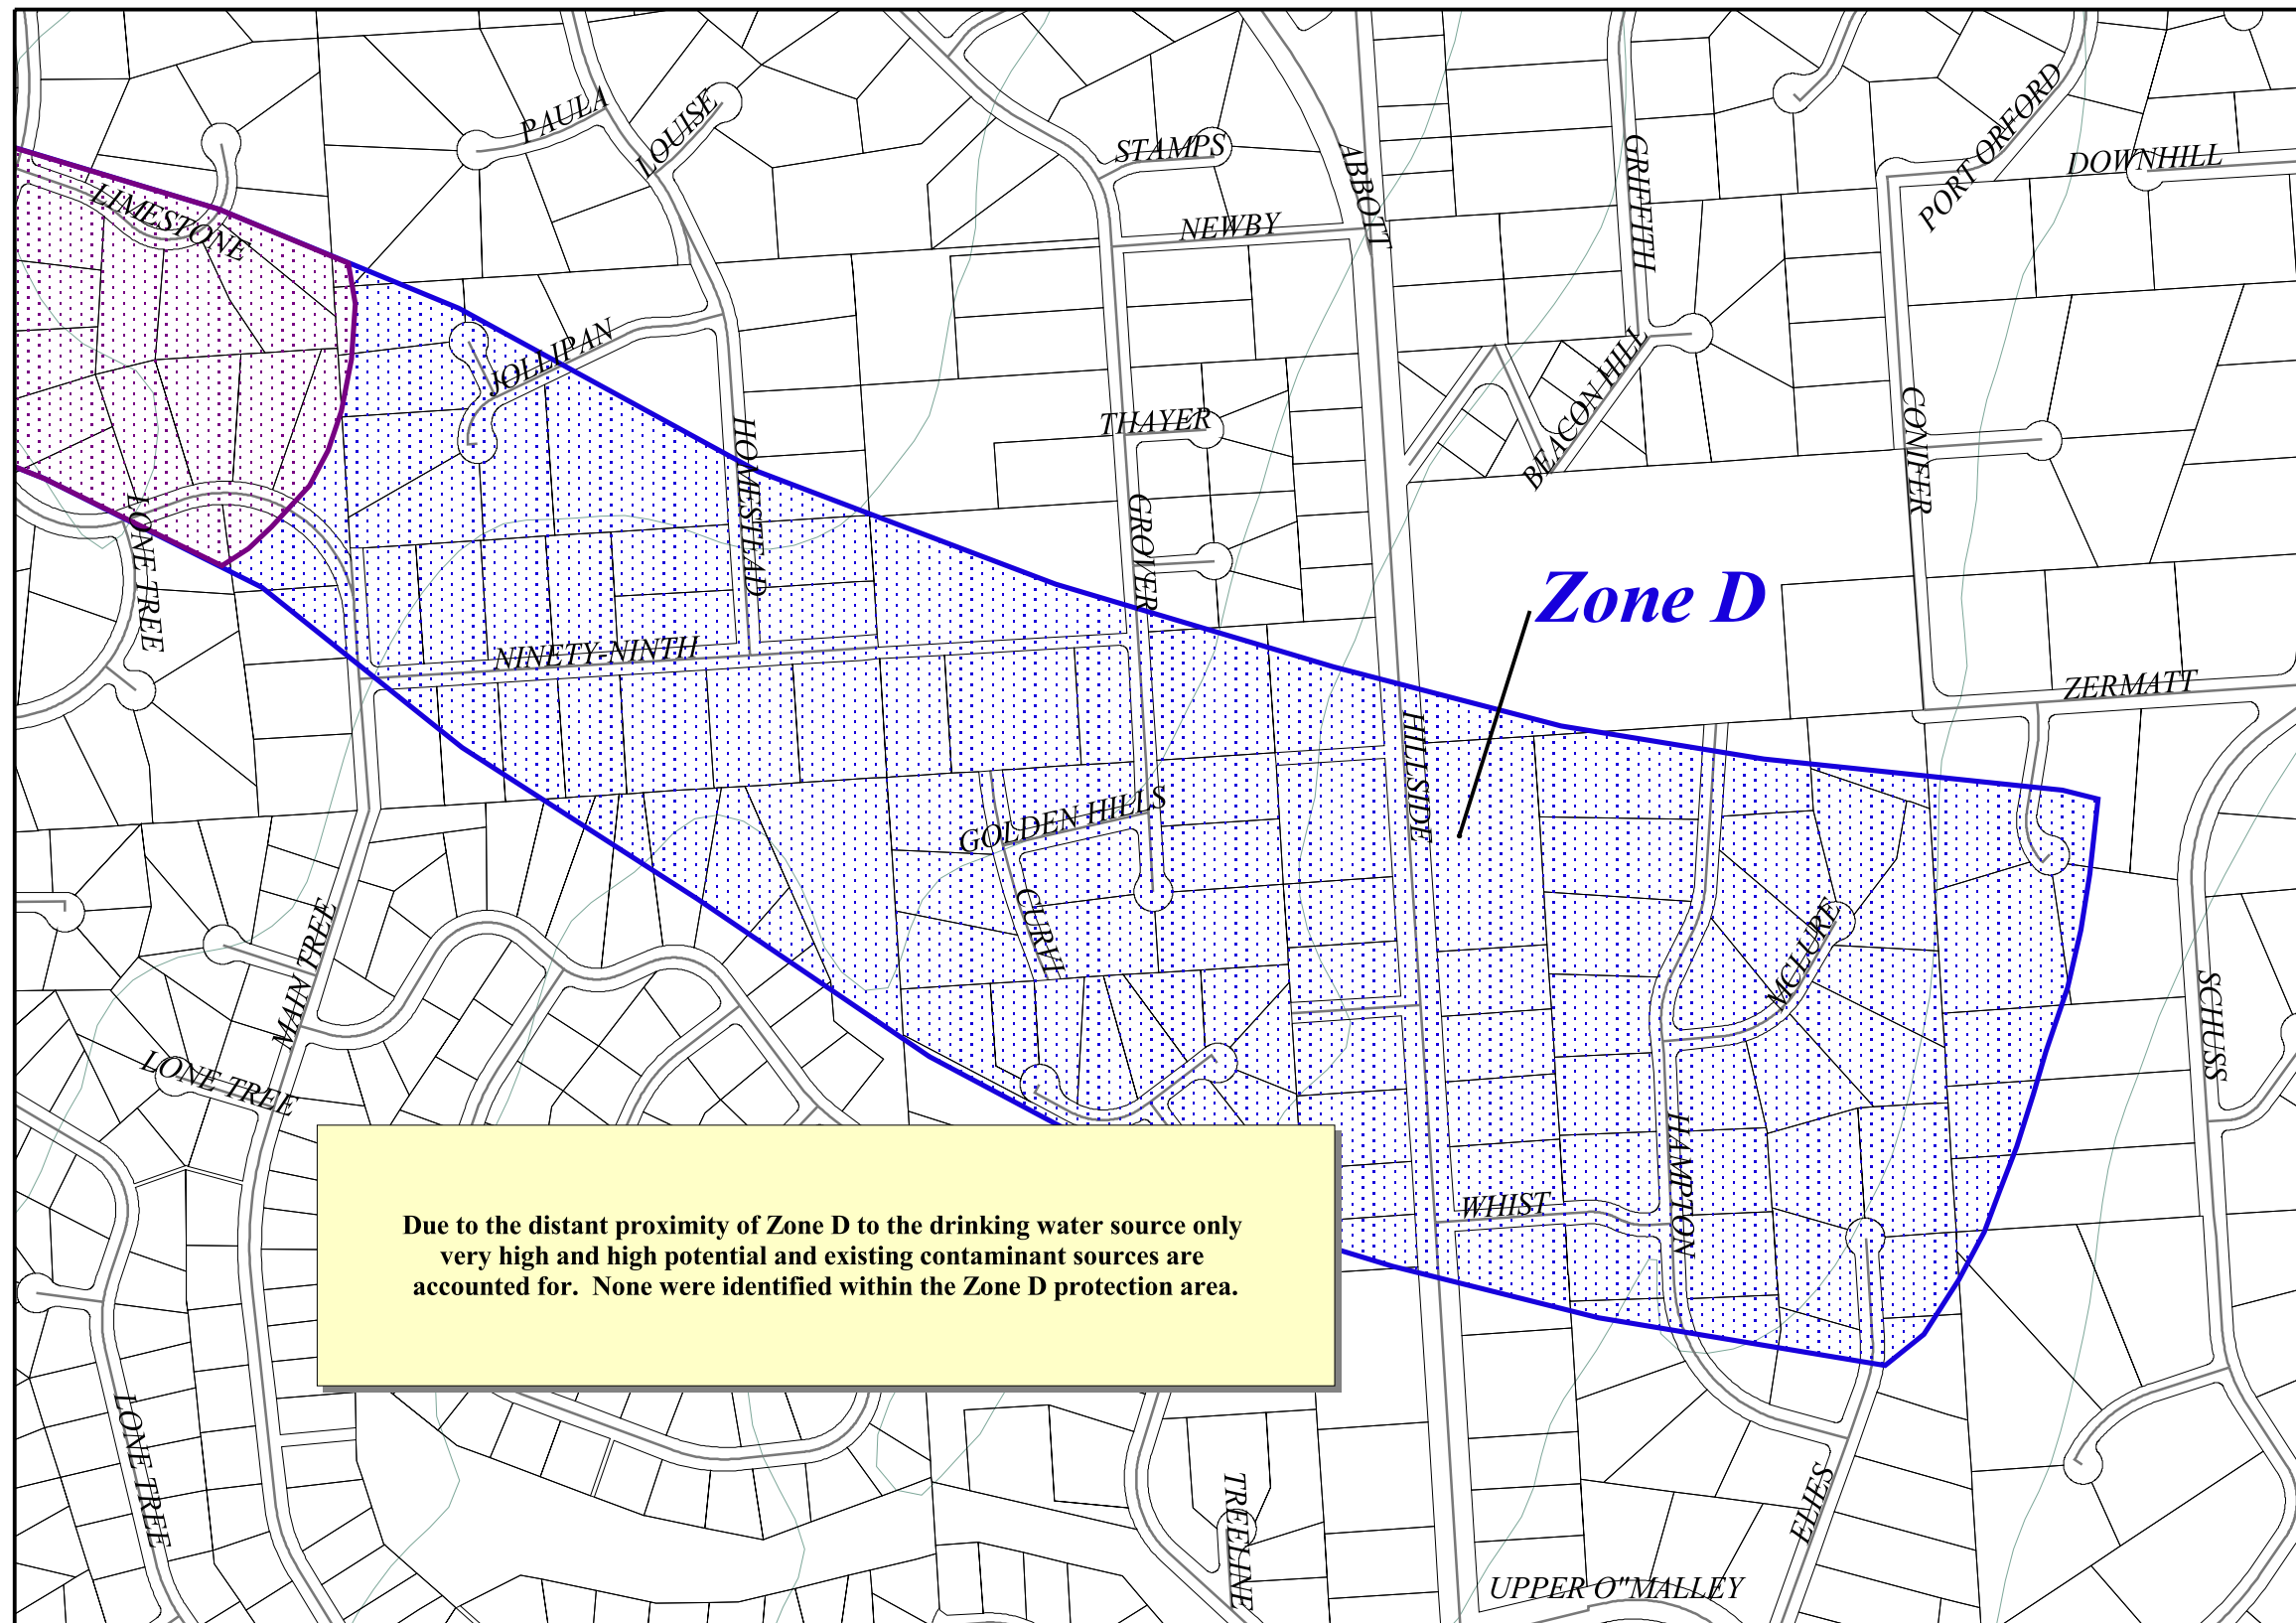 PAULA
LOUISE
STAMPS
ABBOTT
GRIFFITH
PORT ORFORD
DOWNHILL
LIMESTONE
NEWBY
JOLLIPAN
BEACON HILL
HOMESTEAD
THAYER
CONIFER
LONE TREE
GROVER
Zone D
NINETY-NINTH
ZERMATT
HILLSIDE
GOLDEN HILLS
CURVI
MCLURE
MAIN TREE
SCHUSS
LONE TREE
HAMPTON
WHIST
Due to the distant proximity of Zone D to the drinking water source only
very high and high potential and existing contaminant sources are
accounted for. None were identified within the Zone D protection area.
LONE TREE
TREELINE
ELIES
UPPER O"MALLEY